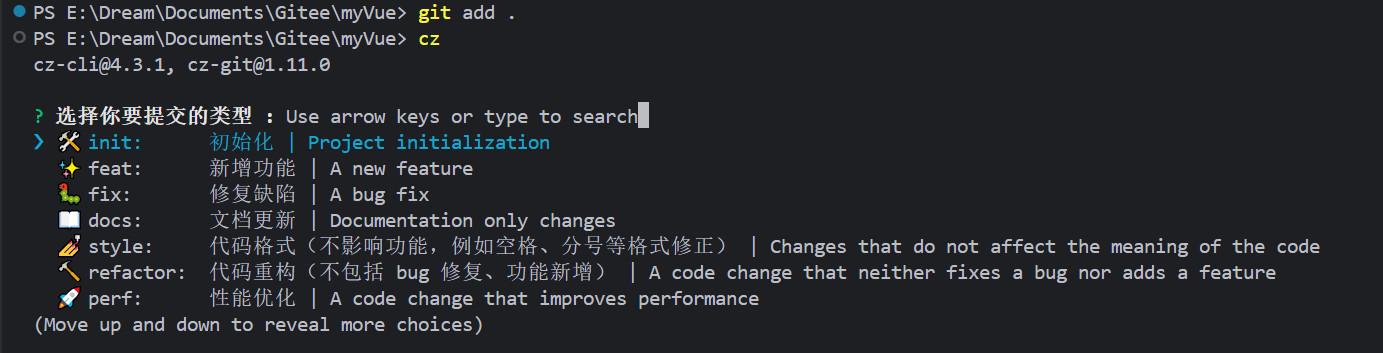 PS E:\Dream\Documents\Gitee\myVue> git add .
PS E:\Dream\Documents\Gitee\myVue> cz
cz-cli@4.3.1, cz-git@1.11.0
? 选择你要提交的类型 : Use arrow keys or type to search
❯ 🛠️ init: 初始化 | Project initialization
✨ feat: 新增功能 | A new feature
🐛 fix: 修复缺陷 | A bug fix
📖 docs: 文档更新 | Documentation only changes
💅 style: 代码格式（不影响功能，例如空格、分号等格式修正） | Changes that do not affect the meaning of the code
🔨 refactor: 代码重构（不包括 bug 修复、功能新增） | A code change that neither fixes a bug nor adds a feature
🚀 perf: 性能优化 | A code change that improves performance
(Move up and down to reveal more choices)